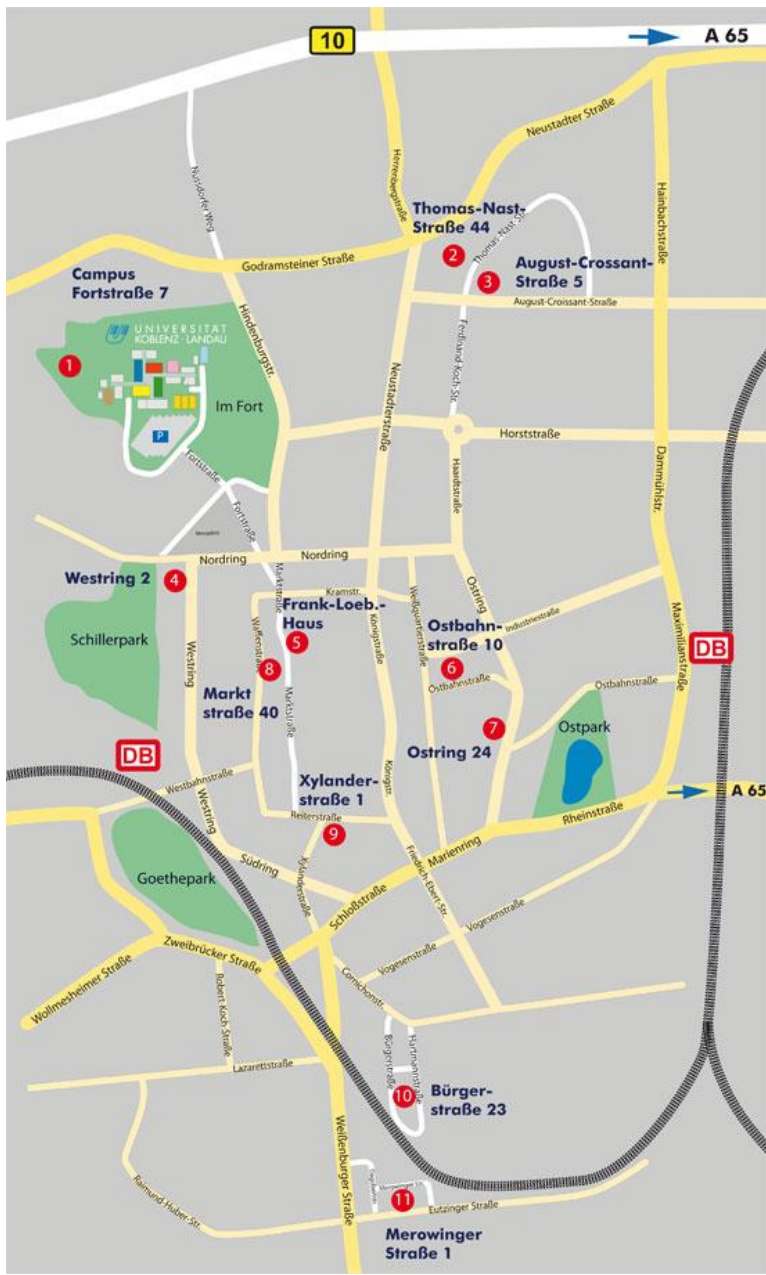 10
A 65
Neustadter Straße
Herrenbergstraße
Nussdorfer Weg
Hainbachstraße
Thomas-Nast-
Straße 44
2
Thomas-Nast-Str.
3
August-Crossant-
Straße 5
August-Croissant-Straße
Godramsteiner Straße
Campus
Fortstraße 7
UNIVERSITÄT
KOBLENZ · LANDAU
1
Im Fort
P
Hindenburgstr.
Neustadterstraße
Ferdinand-Koch-Str.
Horststraße
Haardtstraße
Dammühlstr.
Fortstraße
Fortstraße
Nordring
Nordring
Westring 2
4
Schillerpark
Westring
Marktstraße
Kramstr.
Frank-Loeb.-
Haus
5
Waffenstraße
8
Markt
straße 40
Marktstraße
Königstraße
Weißquartierstraße
Ostring
Industriestraße
Ostbahn-
straße 10
6
Ostbahnstraße
Ostbahnstraße
Maximilianstraße
DB
7
Ostring 24
Ostpark
DB
Westbahnstraße
Westring
Xylander-
straße 1
Reiterstraße
9
Königstr.
Rheinstraße
A 65
Marienring
Goethepark
Südring
Xylanderstraße
Schloßstraße
Friedrich-Ebert-Str.
Vogesenstraße
Vogesenstraße
Zweibrücker Straße
Wollmesheimer Straße
Robert Koch-Straße
Cornichonstr.
Bürgerstraße
Hartmannstraße
Lazarettstraße
10
Bürger-
straße 23
Weißenburger Straße
Raimund-Huber-Str.
Merowinger Str.
11
Eutzinger Straße
Merowinger
Straße 1